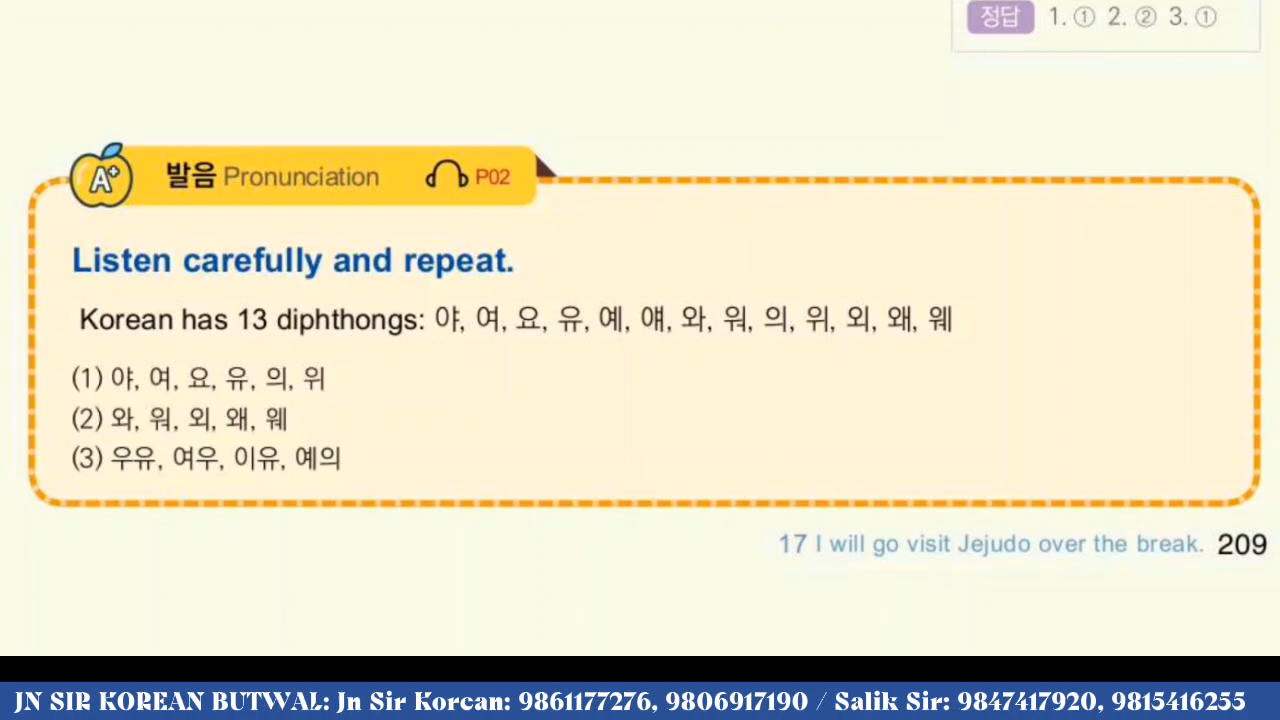 정답 1. ① 2. ② 3. ①
A+ 발음 Pronunciation P02
Listen carefully and repeat.
Korean has 13 diphthongs: 야, 여, 요, 유, 예, 얘, 와, 워, 의, 위, 외, 왜, 웨
(1) 야, 여, 요, 유, 의, 위
(2) 와, 워, 외, 왜, 웨
(3) 우유, 여우, 이유, 예의
17 I will go visit Jejudo over the break. 209
JN SIR KOREAN BUTWAL: Jn Sir Korean: 9861177276, 9806917190 / Salik Sir: 9847417920, 9815416255